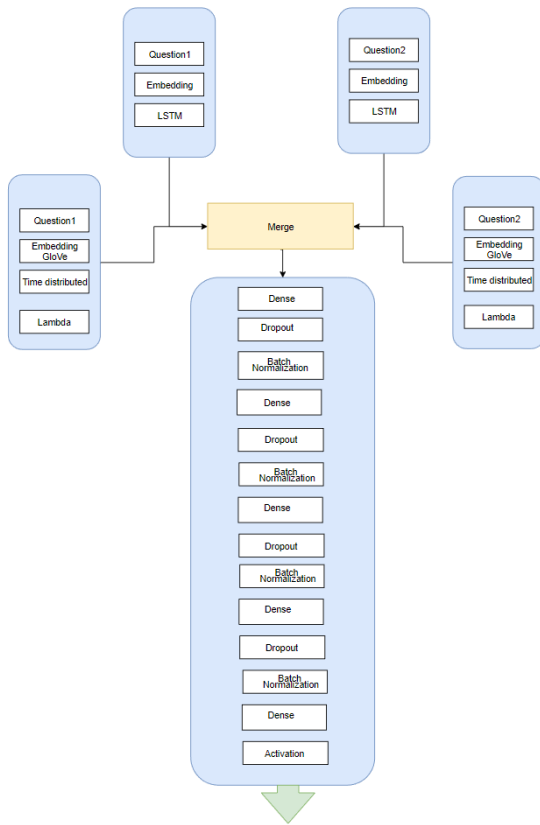 Question1
Embedding
LSTM
Question2
Embedding
LSTM
Question1
Embedding
GloVe
Time distributed
Lambda
Merge
Question2
Embedding
GloVe
Time distributed
Lambda
Dense
Dropout
Batch
Normalization
Dense
Dropout
Batch
Normalization
Dense
Dropout
Batch
Normalization
Dense
Dropout
Batch
Normalization
Dense
Activation